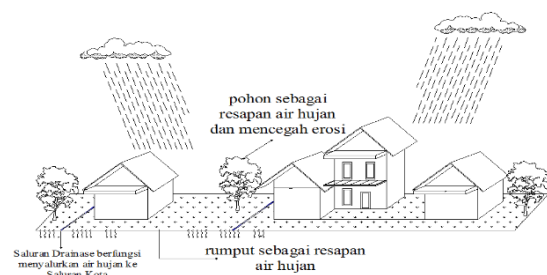 pohon sebagai
resapan air hujan
dan mencegah erosi
Saluran Drainase berfungsi
menyalurkan air hujan ke
Saluran Kota
rumput sebagai resapan
air hujan